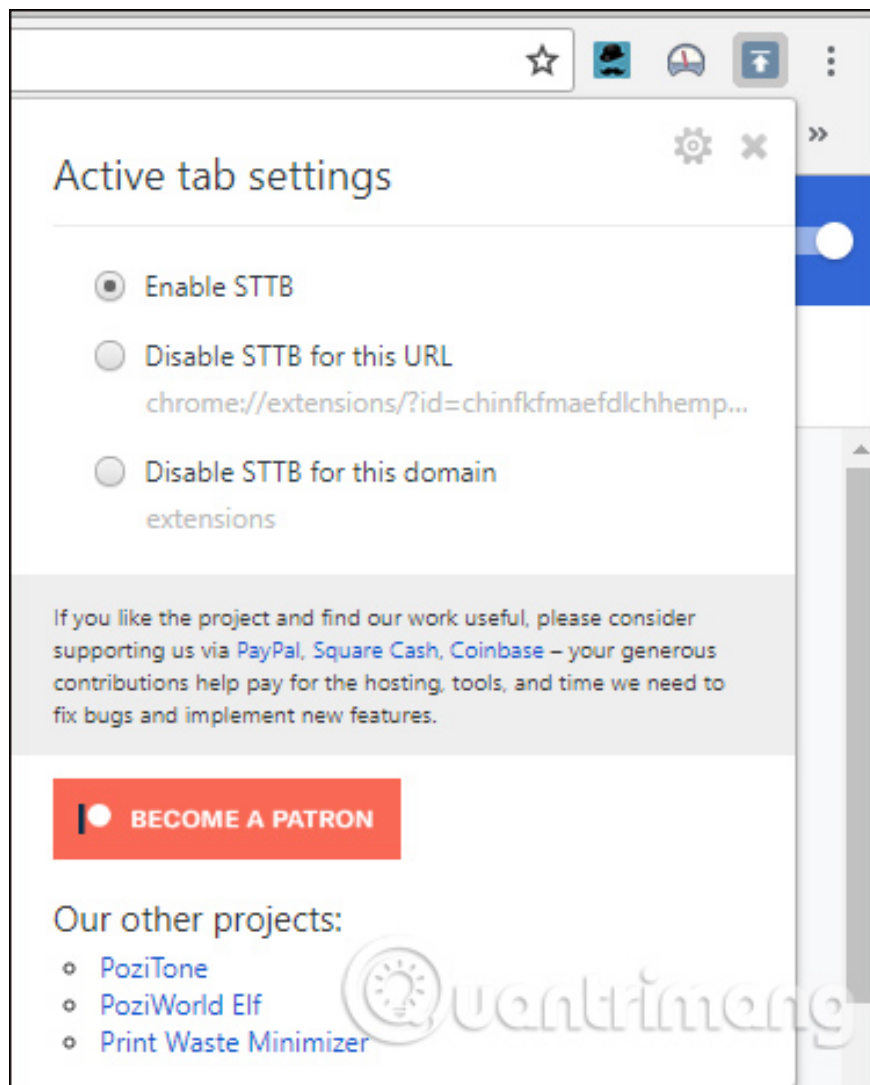 Active tab settings
Enable STTB
Disable STTB for this URL
chrome://extensions/?id=chinfkfmaefdlchhemp...
Disable STTB for this domain
extensions
If you like the project and find our work useful, please consider
supporting us via PayPal, Square Cash, Coinbase – your generous
contributions help pay for the hosting, tools, and time we need to
fix bugs and implement new features.
BECOME A PATRON
Our other projects:
PoziTone
PoziWorld Elf
Print Waste Minimizer
Quantrimang